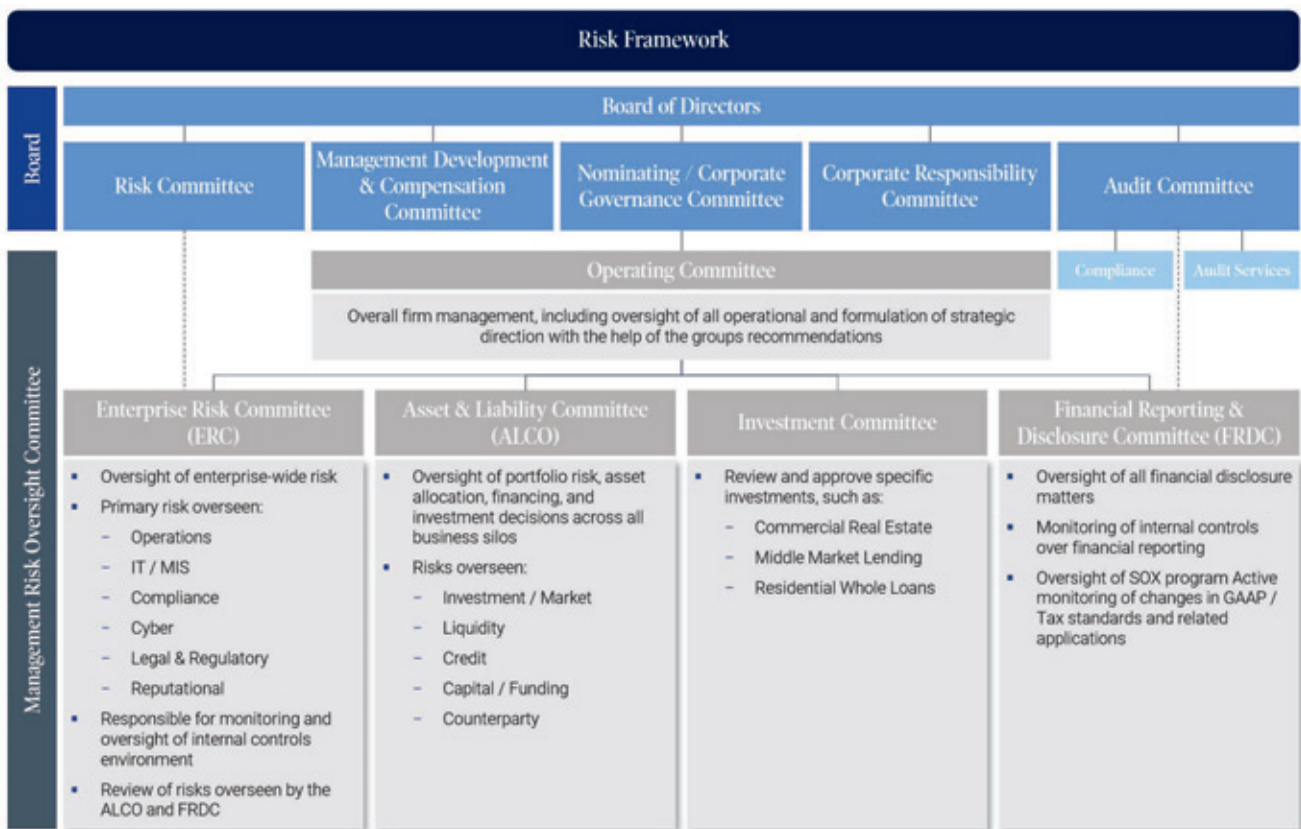 Risk Framework
Board
Board of Directors
Risk Committee
Management Development
& Compensation
Committee
Nominating / Corporate
Governance Committee
Corporate Responsibility
Committee
Audit Committee
Management Risk Oversight Committee
Operating Committee
Compliance
Audit Services
Overall firm management, including oversight of all operational and formulation of strategic
direction with the help of the groups recommendations
Enterprise Risk Committee
(ERC)
▪ Oversight of enterprise-wide risk
▪ Primary risk overseen:
– Operations
– IT / MIS
– Compliance
– Cyber
– Legal & Regulatory
– Reputational
▪ Responsible for monitoring and
oversight of internal controls
environment
▪ Review of risks overseen by the
ALCO and FRDC
Asset & Liability Committee
(ALCO)
▪ Oversight of portfolio risk, asset
allocation, financing, and
investment decisions across all
business silos
▪ Risks overseen:
– Investment / Market
– Liquidity
– Credit
– Capital / Funding
– Counterparty
Investment Committee
▪ Review and approve specific
investments, such as:
– Commercial Real Estate
– Middle Market Lending
– Residential Whole Loans
Financial Reporting &
Disclosure Committee (FRDC)
▪ Oversight of all financial disclosure
matters
▪ Monitoring of internal controls
over financial reporting
▪ Oversight of SOX program Active
monitoring of changes in GAAP /
Tax standards and related
applications